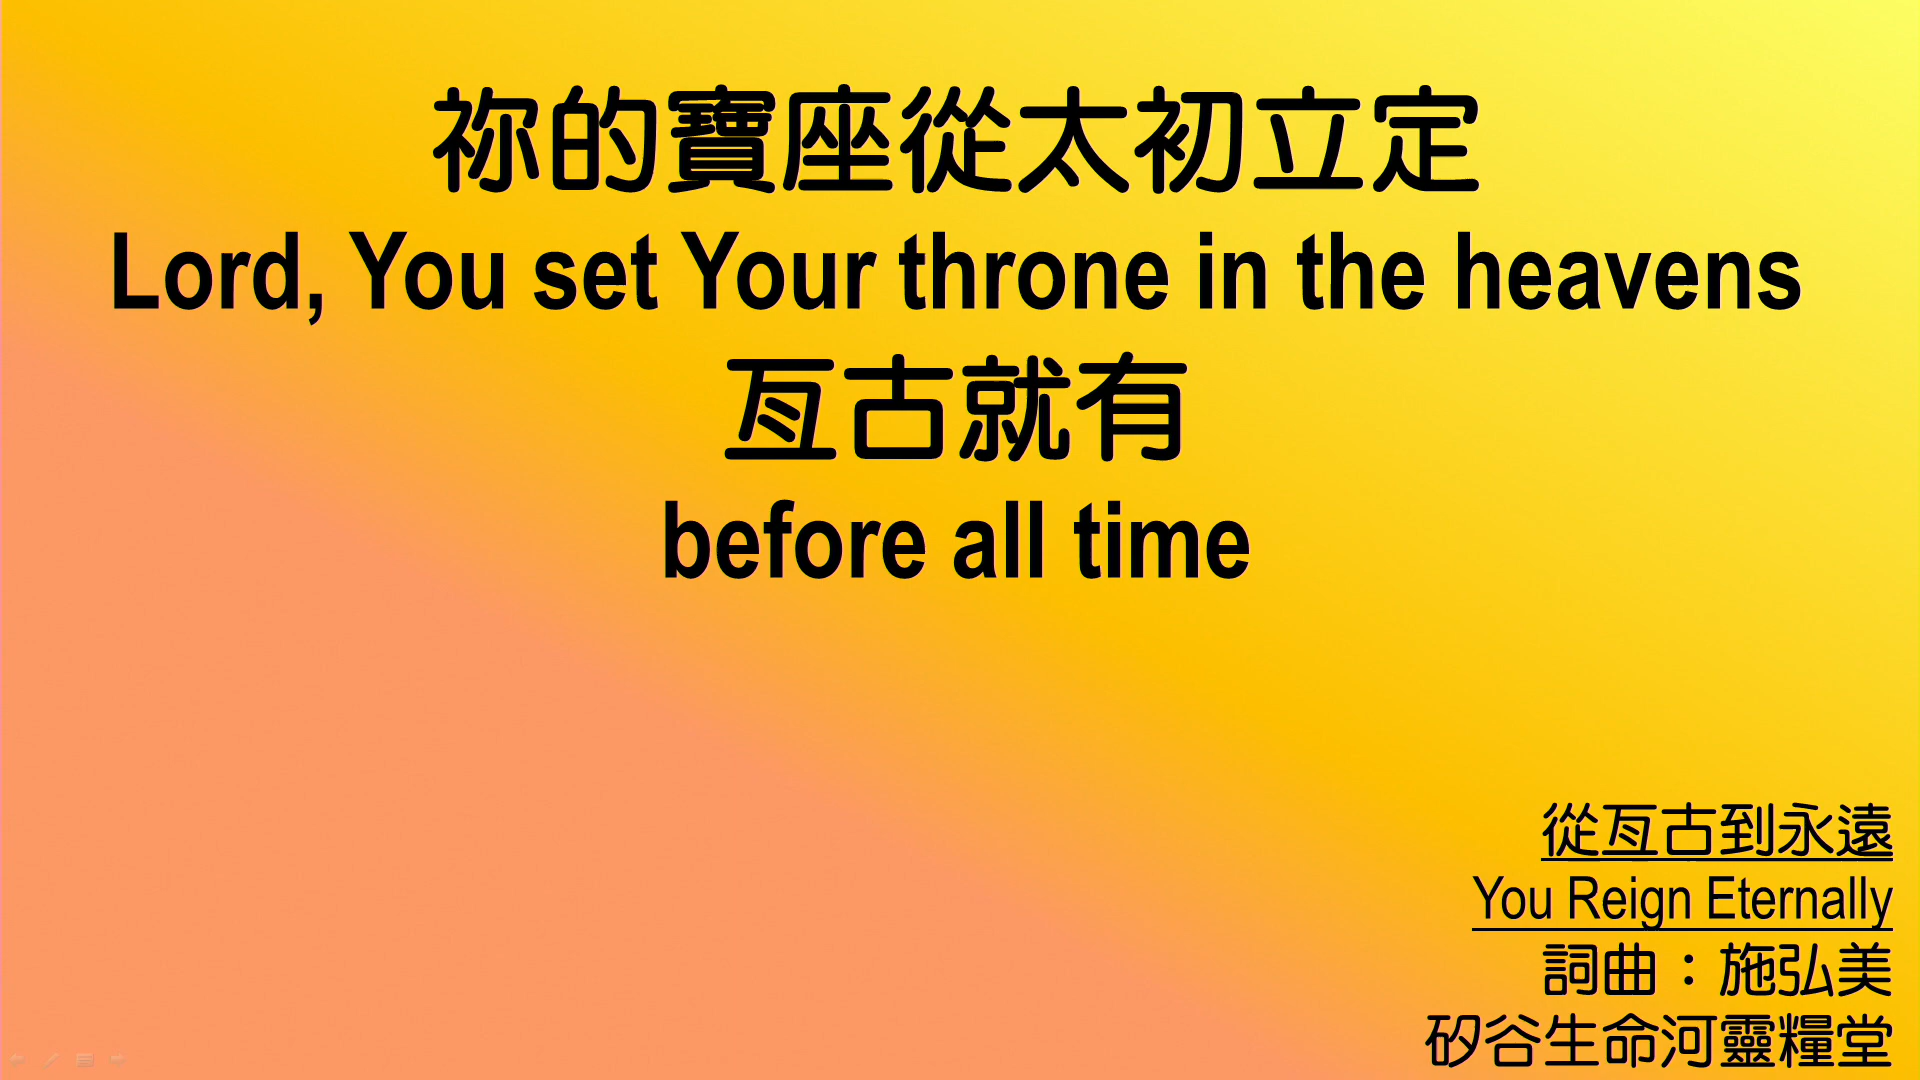 祢的寶座從太初立定
Lord, You set Your throne in the heavens
亙古就有
before all time
從亙古到永遠
You Reign Eternally
詞曲：施弘美
矽谷生命河靈糧堂